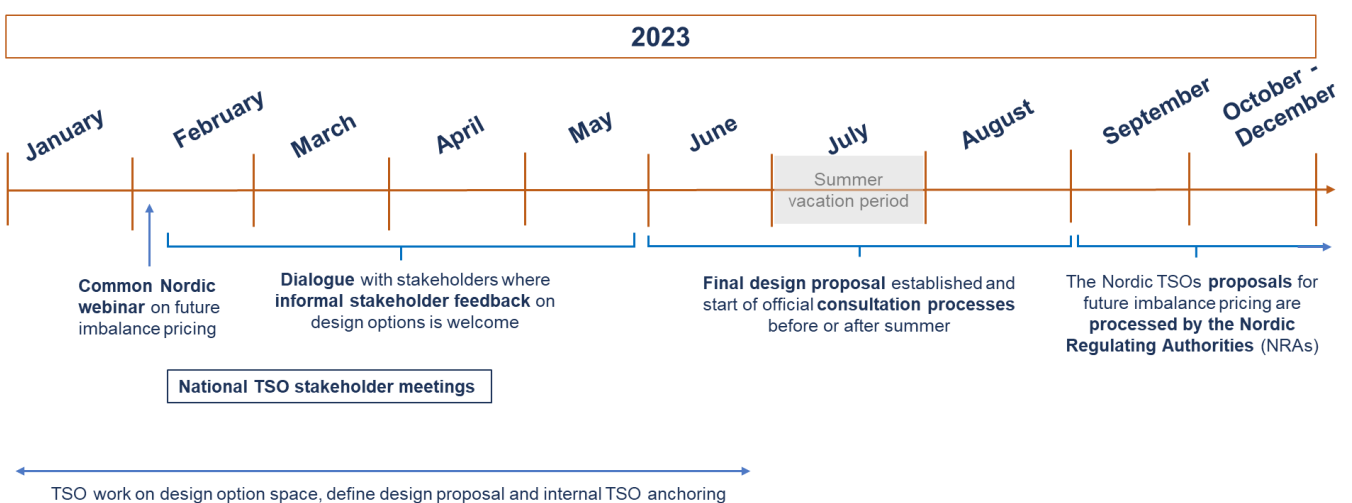 2023
January
February
March
April
May
June
July
August
September
October -
December
Summer
vacation period
Common Nordic
webinar on future
imbalance pricing
Dialogue with stakeholders where
informal stakeholder feedback on
design options is welcome
Final design proposal established and
start of official consultation processes
before or after summer
The Nordic TSOs proposals for
future imbalance pricing are
processed by the Nordic
Regulating Authorities (NRAs)
National TSO stakeholder meetings
TSO work on design option space, define design proposal and internal TSO anchoring